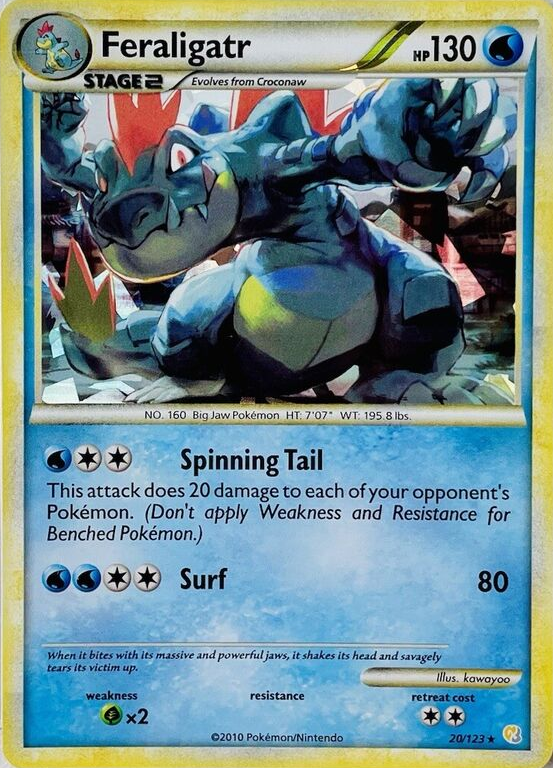 Feraligatr
HP 130
STAGE 2
Evolves from Croconaw
NO. 160 Big Jaw Pokémon HT: 7'07" WT: 195.8 lbs.
Spinning Tail
This attack does 20 damage to each of your opponent's
Pokémon. (Don't apply Weakness and Resistance for
Benched Pokémon.)
Surf 80
When it bites with its massive and powerful jaws, it shakes its head and savagely
tears its victim up.
Illus. kawayoo
weakness resistance retreat cost
×2
©2010 Pokémon/Nintendo 20/123 ★